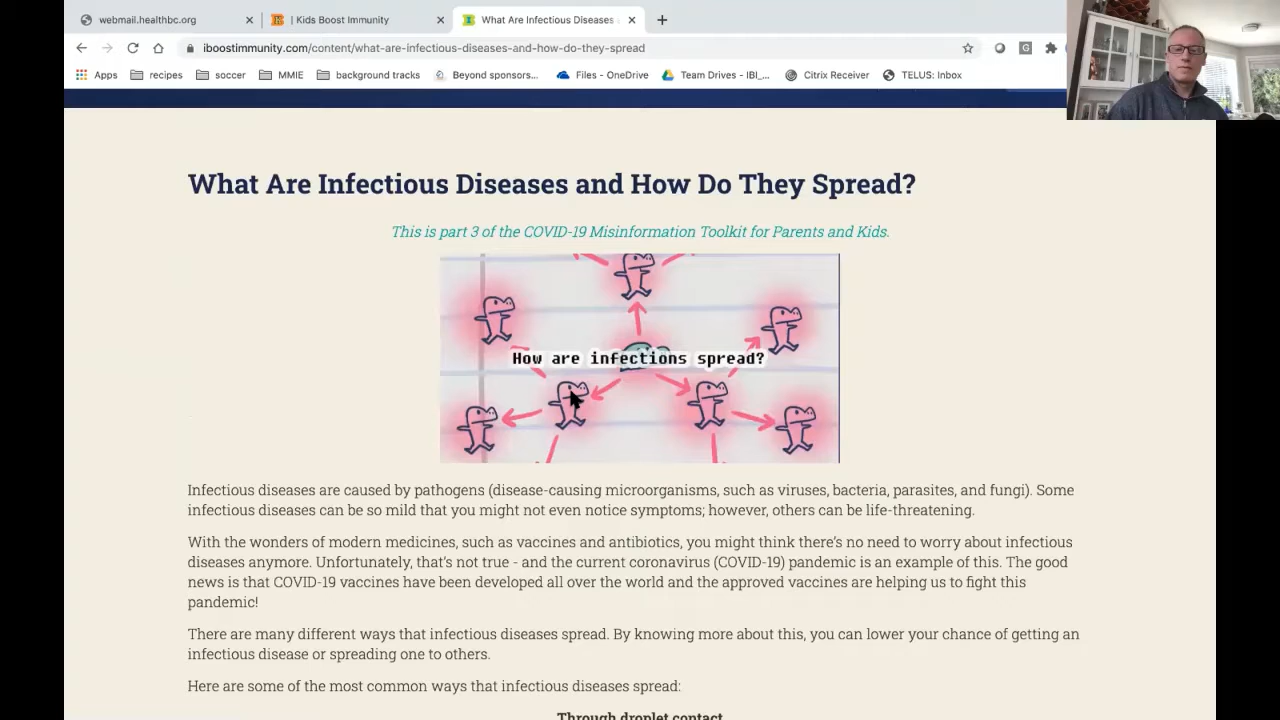 webmail.healthbc.org
| Kids Boost Immunity
What Are Infectious Diseases
iboostimmunity.com/content/what-are-infectious-diseases-and-how-do-they-spread
Apps recipes soccer MMIE background tracks Beyond sponsors... Files - OneDrive Team Drives - IBI_... Citrix Receiver TELUS: Inbox
What Are Infectious Diseases and How Do They Spread?
This is part 3 of the COVID-19 Misinformation Toolkit for Parents and Kids.
How are infections spread?
Infectious diseases are caused by pathogens (disease-causing microorganisms, such as viruses, bacteria, parasites, and fungi). Some
infectious diseases can be so mild that you might not even notice symptoms; however, others can be life-threatening.
With the wonders of modern medicines, such as vaccines and antibiotics, you might think there's no need to worry about infectious
diseases anymore. Unfortunately, that's not true - and the current coronavirus (COVID-19) pandemic is an example of this. The good
news is that COVID-19 vaccines have been developed all over the world and the approved vaccines are helping us to fight this
pandemic!
There are many different ways that infectious diseases spread. By knowing more about this, you can lower your chance of getting an
infectious disease or spreading one to others.
Here are some of the most common ways that infectious diseases spread:
Through droplet contact